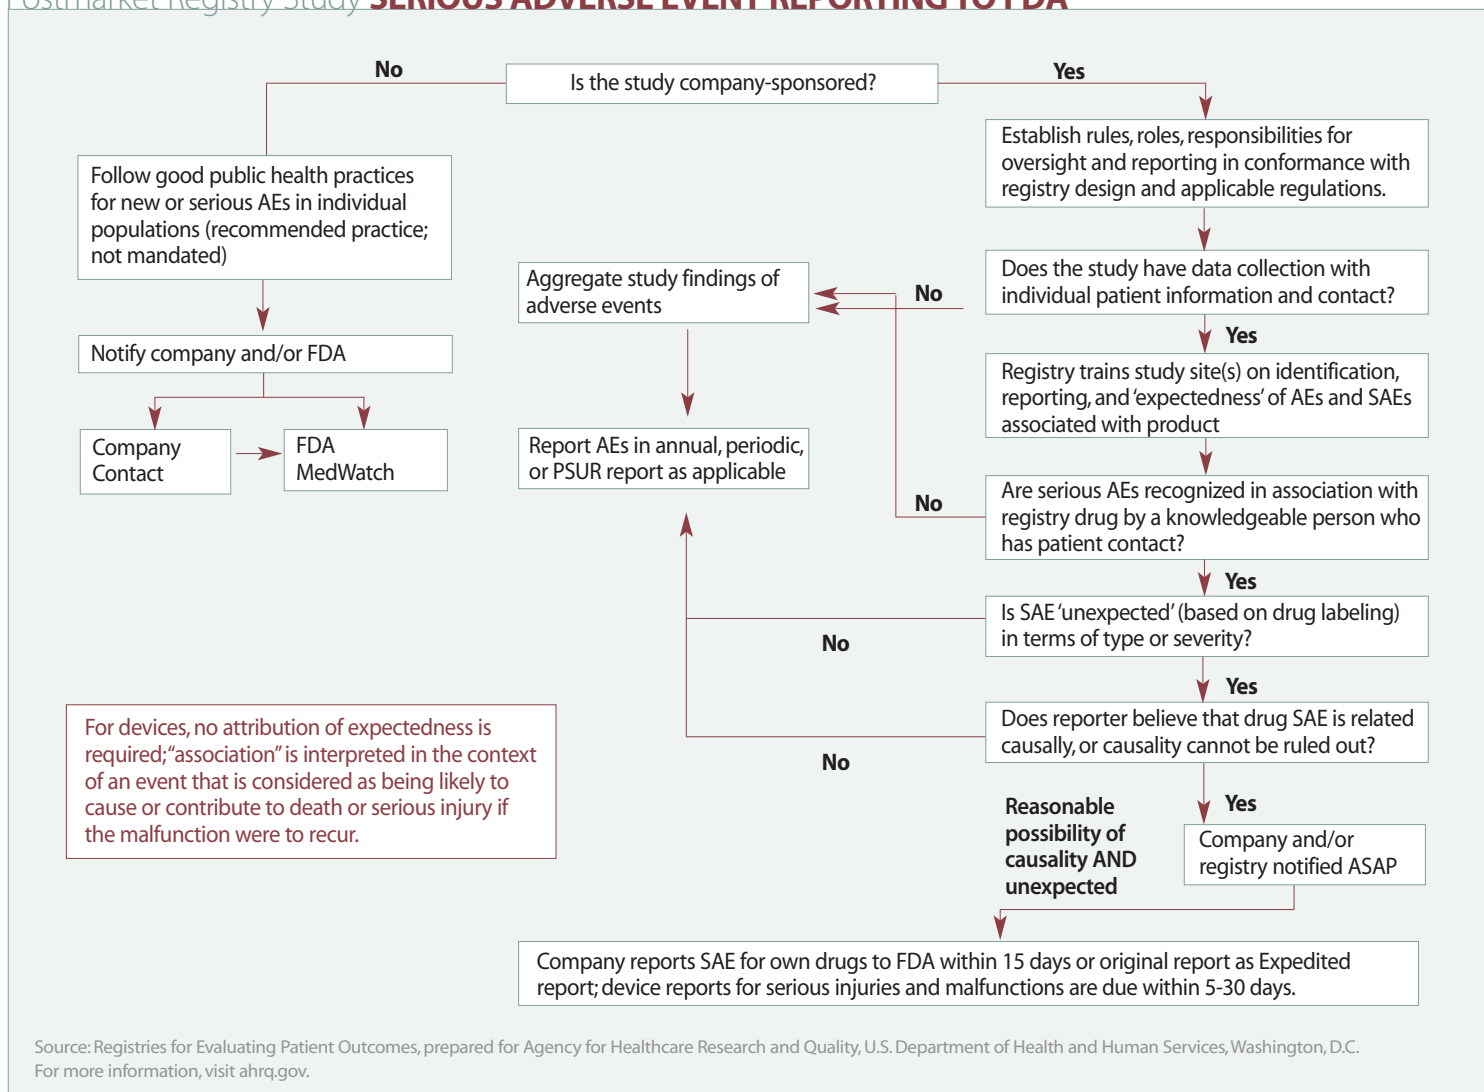 Postmarket Registry Study SERIOUS ADVERSE EVENT REPORTING TO FDA
No
Is the study company-sponsored?
Yes
Follow good public health practices
for new or serious AEs in individual
populations (recommended practice;
not mandated)
Notify company and/or FDA
Company
Contact
FDA
MedWatch
Aggregate study findings of
adverse events
Report AEs in annual, periodic,
or PSUR report as applicable
Establish rules, roles, responsibilities for
oversight and reporting in conformance with
registry design and applicable regulations.
Does the study have data collection with
individual patient information and contact?
No
Yes
Registry trains study site(s) on identification,
reporting, and ‘expectedness’ of AEs and SAEs
associated with product
Are serious AEs recognized in association with
registry drug by a knowledgeable person who
has patient contact?
No
Yes
Is SAE ‘unexpected’ (based on drug labeling)
in terms of type or severity?
No
Yes
Does reporter believe that drug SAE is related
causally, or causality cannot be ruled out?
No
Yes
Reasonable
possibility of
causality AND
unexpected
Company and/or
registry notified ASAP
For devices, no attribution of expectedness is
required; “association” is interpreted in the context
of an event that is considered as being likely to
cause or contribute to death or serious injury if
the malfunction were to recur.
Company reports SAE for own drugs to FDA within 15 days or original report as Expedited
report; device reports for serious injuries and malfunctions are due within 5-30 days.
Source: Registries for Evaluating Patient Outcomes, prepared for Agency for Healthcare Research and Quality, U.S. Department of Health and Human Services, Washington, D.C.
For more information, visit ahrq.gov.